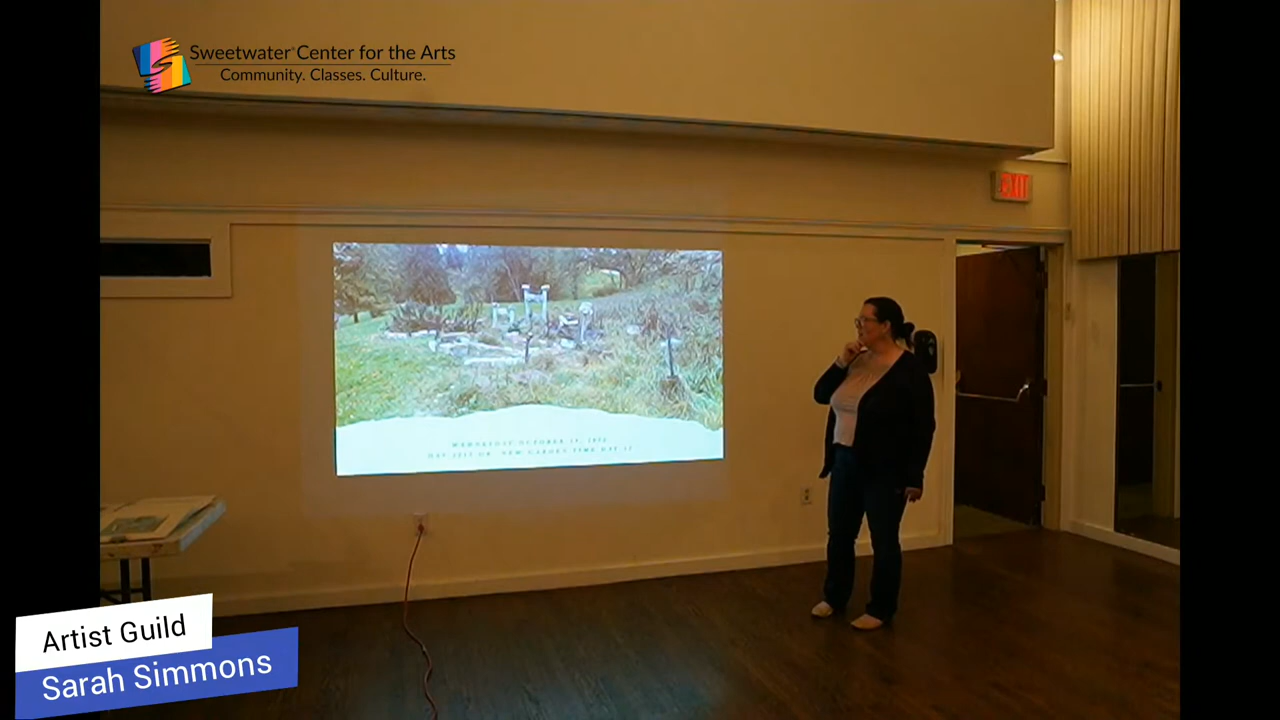 Sweetwater® Center for the Arts
Community. Classes. Culture.
EXIT
Artist Guild
Sarah Simmons